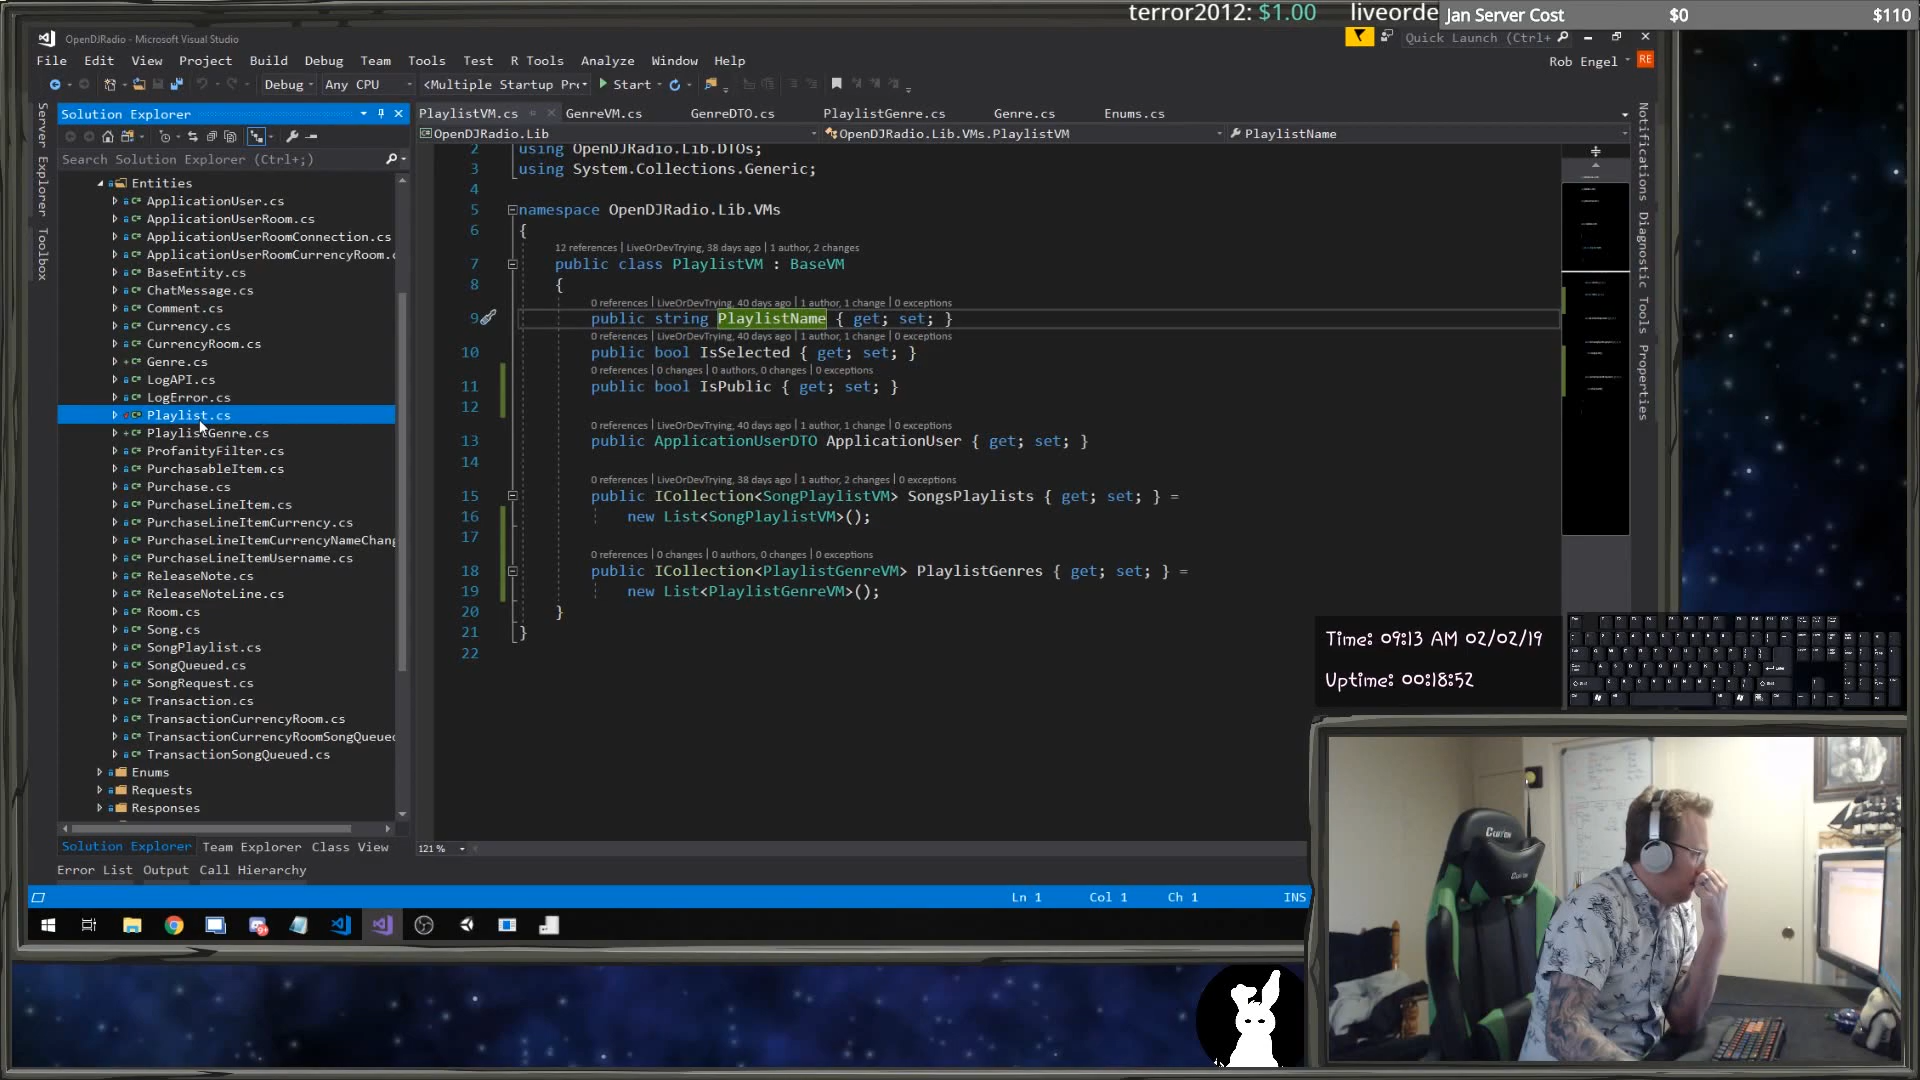 terror2012: $1.00 liveorde
Jan Server Cost $0 $110
OpenDJRadio - Microsoft Visual Studio
Quick Launch (Ctrl+
File Edit View Project Build Debug Team Tools Test R Tools Analyze Window Help
Rob Engel RE
Debug Any CPU <Multiple Startup Pr Start
Server Explorer Toolbox
Solution Explorer
Search Solution Explorer (Ctrl+;)
Entities
ApplicationUser.cs
ApplicationUserRoom.cs
ApplicationUserRoomConnection.cs
ApplicationUserRoomCurrencyRoom.c
BaseEntity.cs
ChatMessage.cs
Comment.cs
Currency.cs
CurrencyRoom.cs
Genre.cs
LogAPI.cs
LogError.cs
Playlist.cs
PlaylistGenre.cs
ProfanityFilter.cs
PurchasableItem.cs
Purchase.cs
PurchaseLineItem.cs
PurchaseLineItemCurrency.cs
PurchaseLineItemCurrencyNameChang
PurchaseLineItemUsername.cs
ReleaseNote.cs
ReleaseNoteLine.cs
Room.cs
Song.cs
SongPlaylist.cs
SongQueued.cs
SongRequest.cs
Transaction.cs
TransactionCurrencyRoom.cs
TransactionCurrencyRoomSongQueued
TransactionSongQueued.cs
Enums
Requests
Responses
Solution Explorer Team Explorer Class View
Error List Output Call Hierarchy
PlaylistVM.cs GenreVM.cs GenreDTO.cs PlaylistGenre.cs Genre.cs Enums.cs
OpenDJRadio.Lib OpenDJRadio.Lib.VMs.PlaylistVM PlaylistName
2 using OpenDJRadio.Lib.DTOs;
3 using System.Collections.Generic;
4
5 namespace OpenDJRadio.Lib.VMs
6 {
12 references | LiveOrDevTrying, 38 days ago | 1 author, 2 changes
7 public class PlaylistVM : BaseVM
8 {
0 references | LiveOrDevTrying, 40 days ago | 1 author, 1 change | 0 exceptions
9 public string PlaylistName { get; set; }
0 references | LiveOrDevTrying, 40 days ago | 1 author, 1 change | 0 exceptions
10 public bool IsSelected { get; set; }
0 references | 0 changes | 0 authors, 0 changes | 0 exceptions
11 public bool IsPublic { get; set; }
12
0 references | LiveOrDevTrying, 40 days ago | 1 author, 1 change | 0 exceptions
13 public ApplicationUserDTO ApplicationUser { get; set; }
14
0 references | LiveOrDevTrying, 38 days ago | 1 author, 2 changes | 0 exceptions
15 public ICollection<SongPlaylistVM> SongsPlaylists { get; set; } =
16 new List<SongPlaylistVM>();
17
0 references | 0 changes | 0 authors, 0 changes | 0 exceptions
18 public ICollection<PlaylistGenreVM> PlaylistGenres { get; set; } =
19 new List<PlaylistGenreVM>();
20 }
21 }
22
121 %
Ln 1 Col 1 Ch 1 INS
Notifications Diagnostic Tools Properties
Time: 09:13 AM 02/02/19
Uptime: 00:18:52